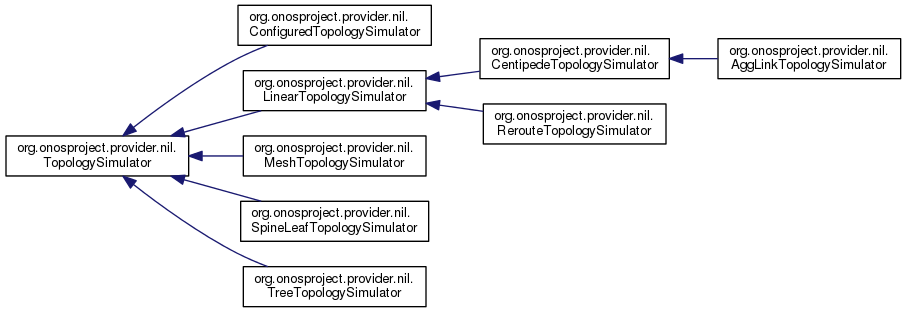 org.onosproject.provider.nil.
ConfiguredTopologySimulator
org.onosproject.provider.nil.
LinearTopologySimulator
org.onosproject.provider.nil.
CentipedeTopologySimulator
org.onosproject.provider.nil.
AggLinkTopologySimulator
org.onosproject.provider.nil.
RerouteTopologySimulator
org.onosproject.provider.nil.
TopologySimulator
org.onosproject.provider.nil.
MeshTopologySimulator
org.onosproject.provider.nil.
SpineLeafTopologySimulator
org.onosproject.provider.nil.
TreeTopologySimulator